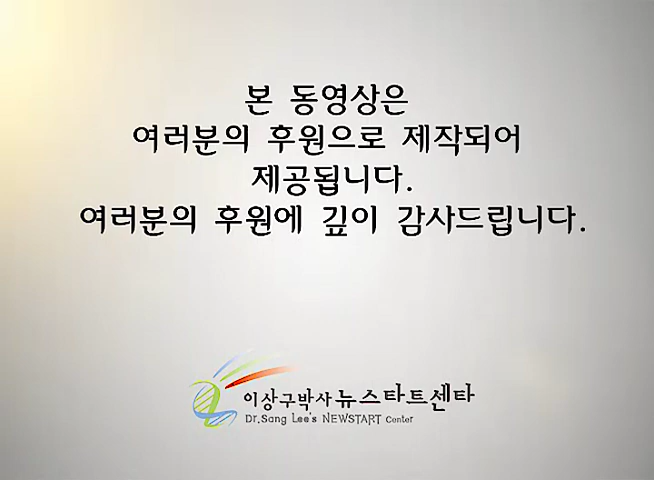 본 동영상은
여러분의 후원으로 제작되어
제공됩니다.
여러분의 후원에 깊이 감사드립니다.
이상구박사 뉴스타트센타
Dr.Sang Lee's NEWSTART Center